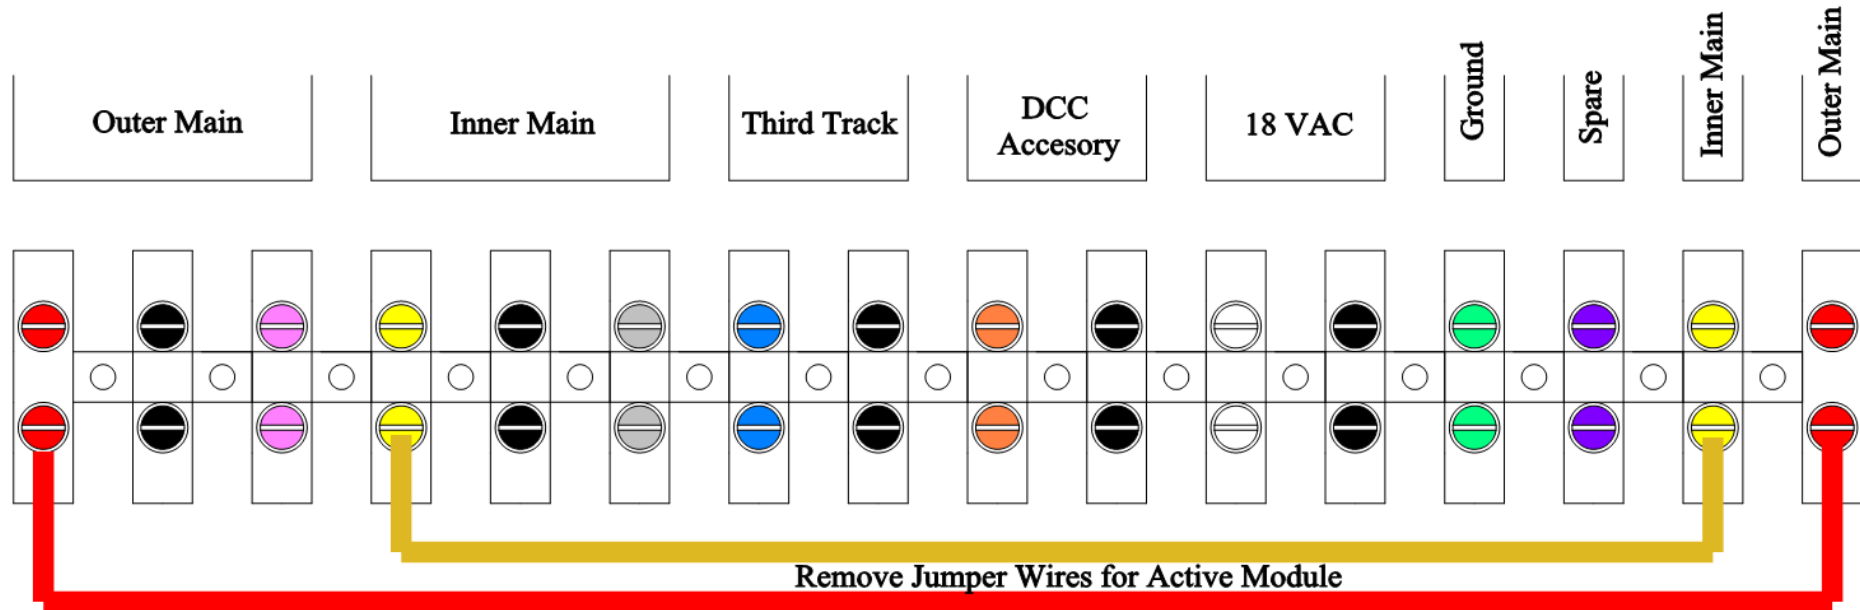 Outer Main
Inner Main
Third Track
DCC
Accesory
18 VAC
Ground
Spare
Inner Main
Outer Main
Remove Jumper Wires for Active Module